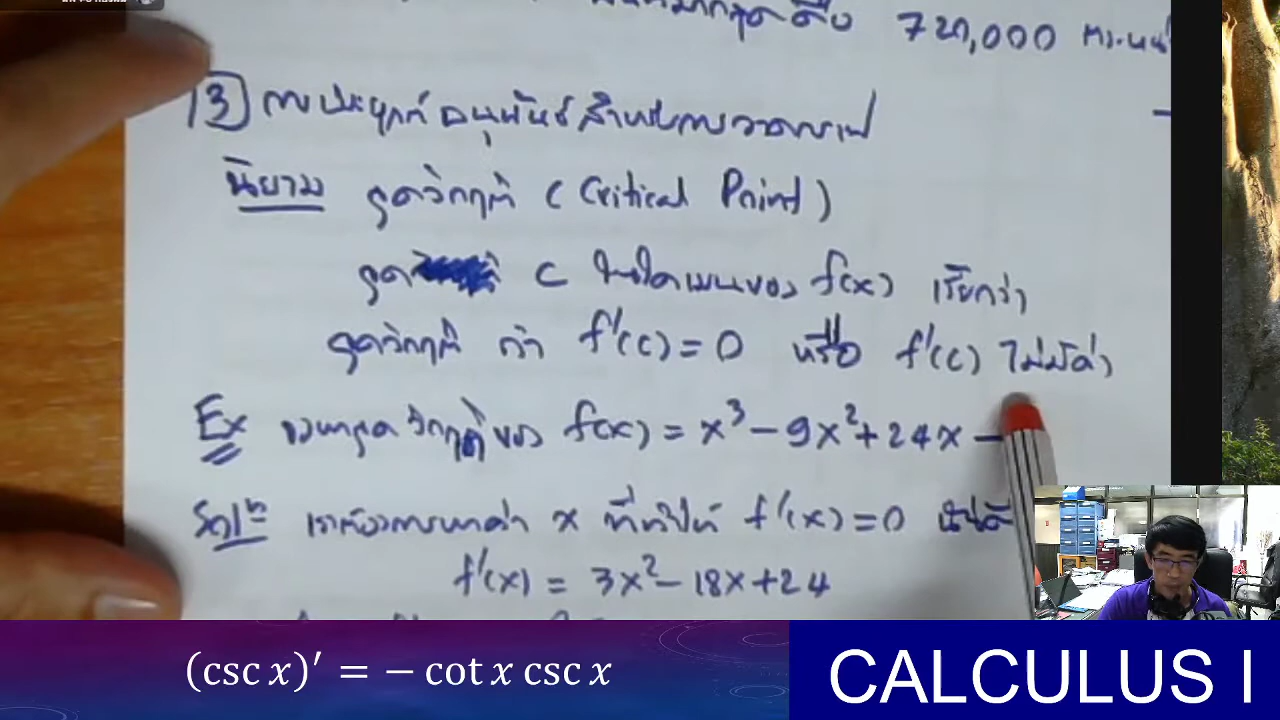 720,000
13 การประยุกต์อนุพันธ์สำหรับการวาดกราฟ
นิยาม จุดวิกฤติ (Critical Point)
จุด C ในโดเมนของ f(x) เรียกว่า
จุดวิกฤติ ถ้า f'(c) = 0 หรือ f'(c) ไม่มีค่า
Ex จงหาจุดวิกฤติของ f(x) = x³ - 9x² + 24x -
Solⁿ เราต้องการหาค่า x ที่ทำให้ f'(x) = 0
f'(x) = 3x² - 18x + 24
(csc x)′ = − cot x csc x
CALCULUS I